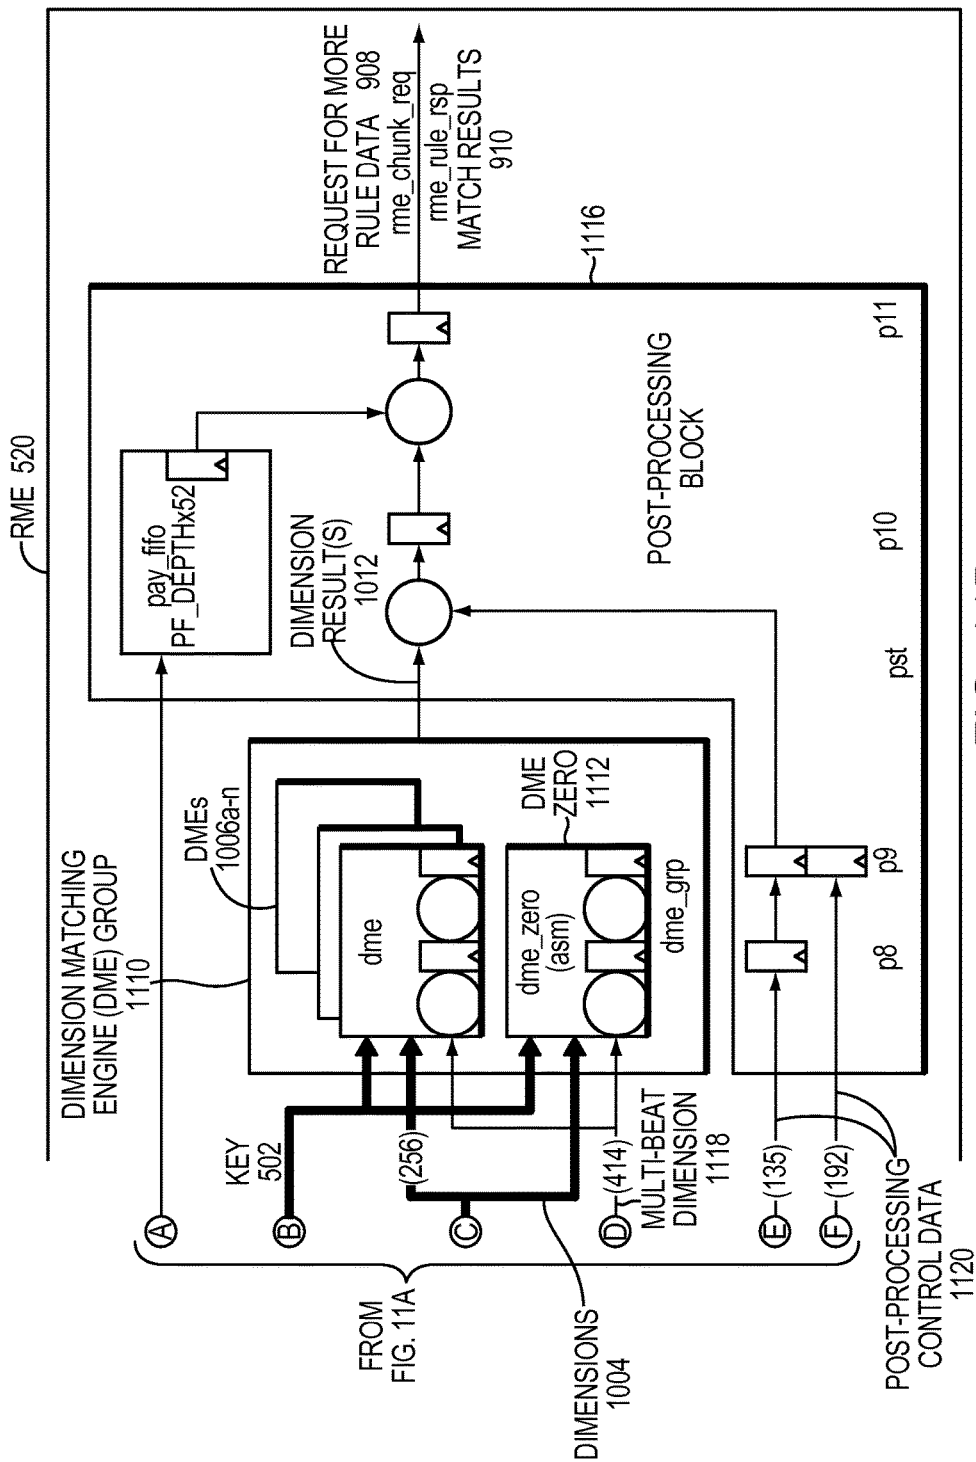 RME 520
REQUEST FOR MORE
RULE DATA 908
rme_chunk_req
rme_rule_rsp
MATCH RESULTS
910
1116
pay_fifo
PF_DEPTHx52
DIMENSION
RESULT(S)
1012
POST-PROCESSING
BLOCK
DIMENSION MATCHING
ENGINE (DME) GROUP
1110
DMEs
1006a-n
dme
DME
ZERO
1112
dme_zero
(asm)
dme_grp
p8
p9
pst
p10
p11
KEY
502
(256)
(414)
MULTI-BEAT
DIMENSION
1118
(135)
(192)
A
B
C
D
E
F
FROM
FIG. 11A
DIMENSIONS
1004
POST-PROCESSING
CONTROL DATA
1120